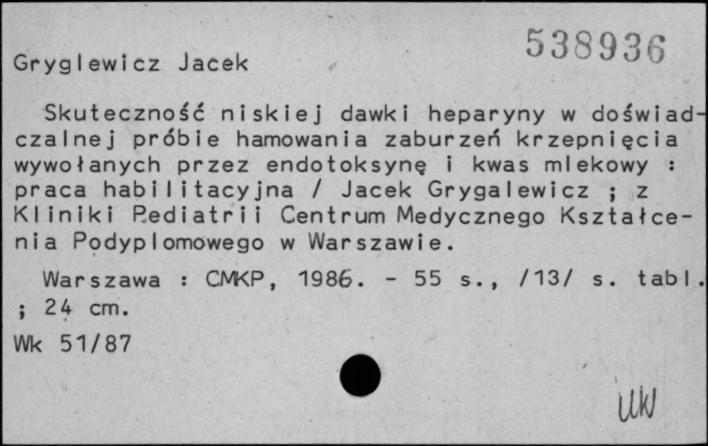 538936
Gryglewicz Jacek
Skuteczność niskiej dawki heparyny w doświad-
czalnej próbie hamowania zaburzeń krzepnięcia
wywołanych przez endotoksynę i kwas mlekowy :
praca habilitacyjna / Jacek Grygalewicz ; z
Kliniki Pediatrii Centrum Medycznego Kształce-
nia Podyplomowego w Warszawie.
Warszawa : CMKP, 1986. - 55 s., /13/ s. tabl.
; 24 cm.
Wk 51/87
UW